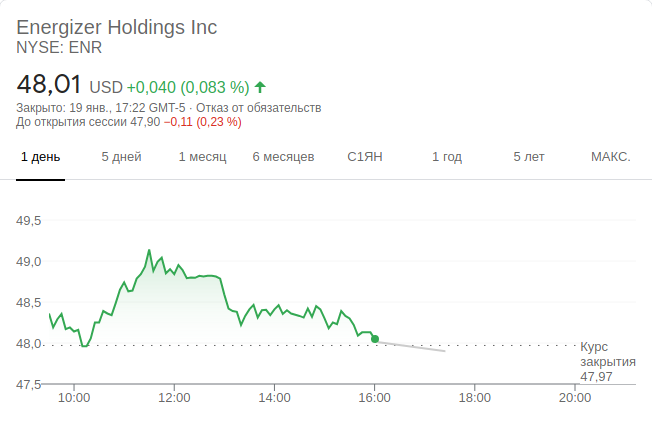 Energizer Holdings Inc
NYSE: ENR
48,01 USD +0,040 (0,083 %)
Закрыто: 19 янв., 17:22 GMT-5 · Отказ от обязательств
До открытия сессии 47,90 −0,11 (0,23 %)
1 день 5 дней 1 месяц 6 месяцев С1ЯН 1 год 5 лет МАКС.
49,5
49,0
48,5
48,0
47,5
Курс
закрытия
47,97
10:00 12:00 14:00 16:00 18:00 20:00